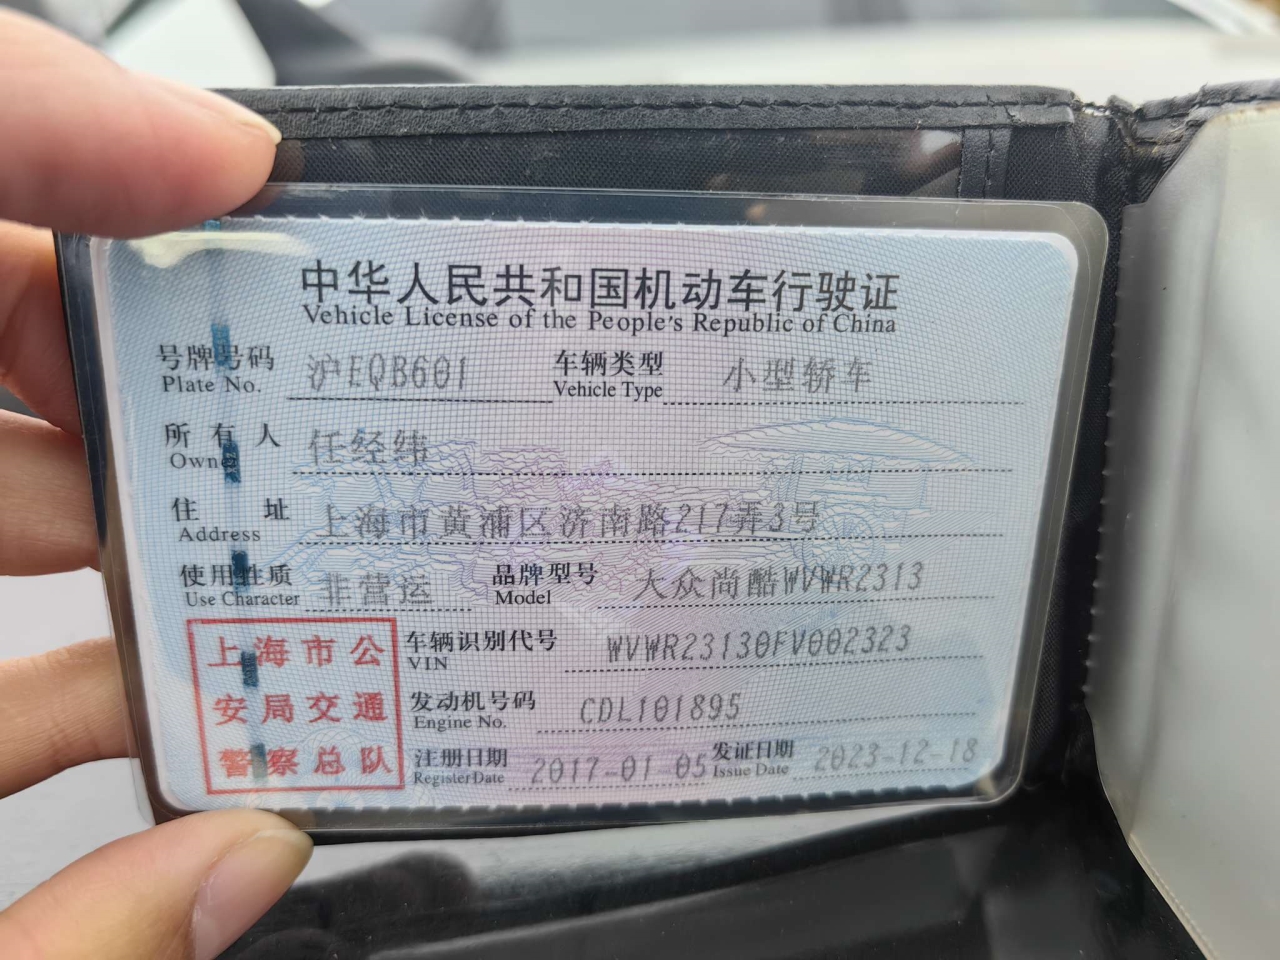 中华人民共和国机动车行驶证
Vehicle License of the People's Republic of China
号牌号码 沪EQB601 车辆类型 小型轿车
Plate No. Vehicle Type
所有人 任经纬
Owner
住址 上海市黄浦区济南路217弄3号
Address
使用性质 非营运 品牌型号 大众尚酷WVWR2313
Use Character Model
上海市公安局交通警察总队
车辆识别代号 WVWR23130FV002323
VIN
发动机号码 CDL101895
Engine No.
注册日期 2017-01-05 发证日期 2023-12-18
Register Date Issue Date